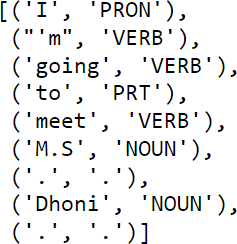 [('I', 'PRON'),
("'m", 'VERB'),
('going', 'VERB'),
('to', 'PRT'),
('meet', 'VERB'),
('M.S', 'NOUN'),
('.', '.'),
('Dhoni', 'NOUN'),
('.', '.')]